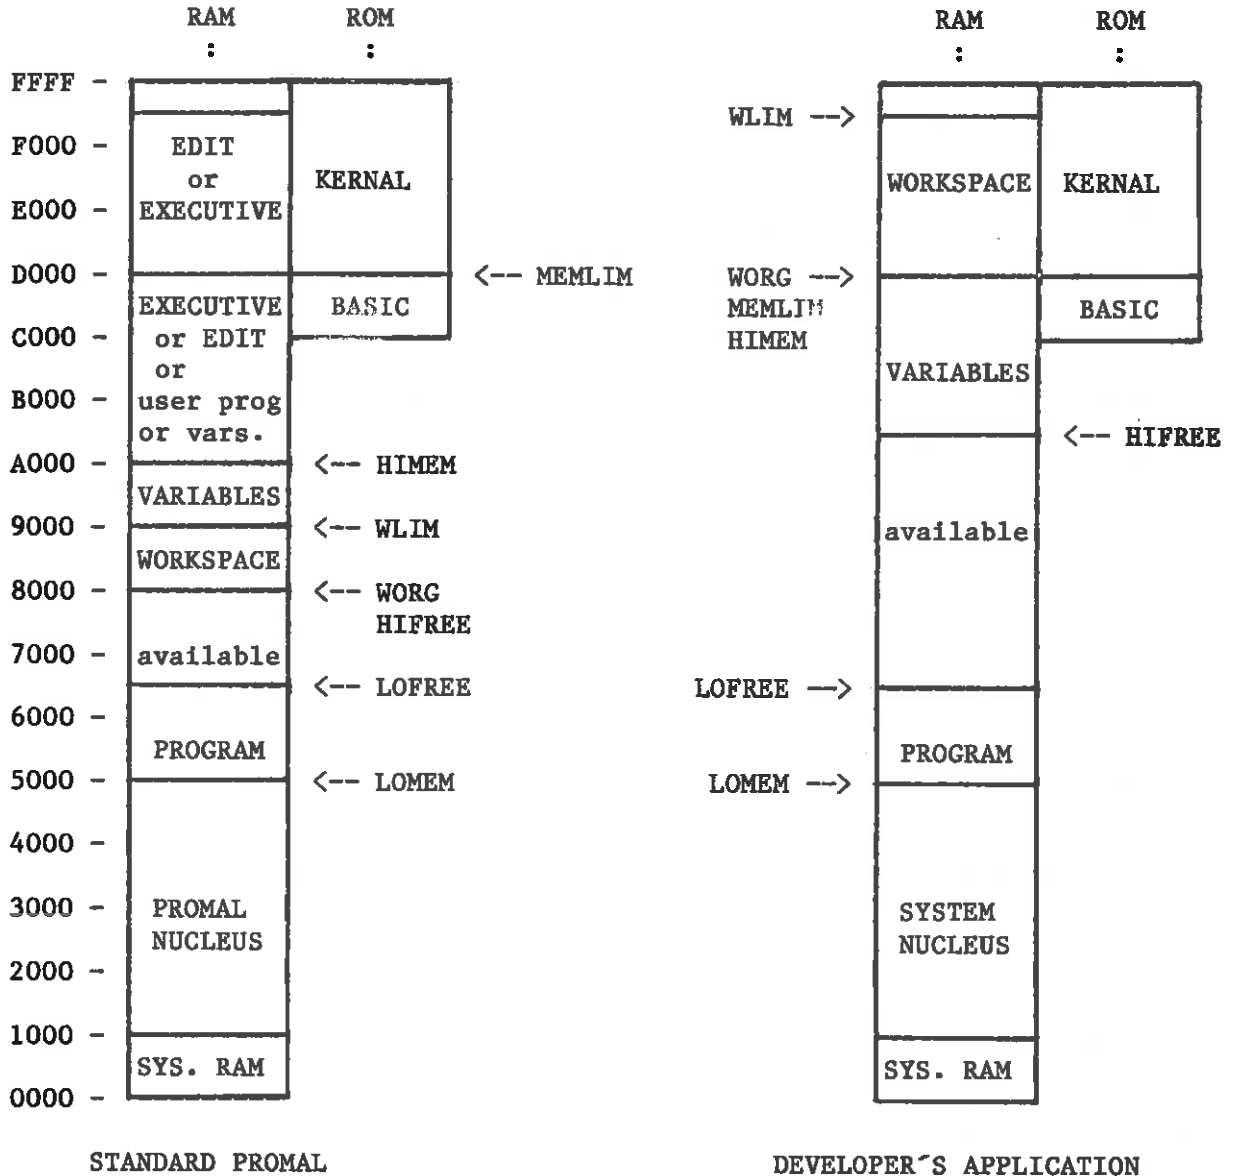 RAM ROM RAM ROM
: : : :
FFFF -
WLIM -->
F000 - EDIT
or KERNAL WORKSPACE KERNAL
E000 - EXECUTIVE
D000 - <-- MEMLIM WORG -->
EXECUTIVE BASIC MEMLIM BASIC
C000 - or EDIT HIMEM
or VARIABLES
B000 - user prog
or vars. <-- HIFREE
A000 - <-- HIMEM
VARIABLES
9000 - <-- WLIM available
WORKSPACE
8000 - <-- WORG
HIFREE
7000 - available
<-- LOFREE LOFREE -->
6000 -
PROGRAM PROGRAM
5000 - <-- LOMEM LOMEM -->
4000 -
3000 - PROMAL SYSTEM
NUCLEUS NUCLEUS
2000 -
1000 -
SYS. RAM SYS. RAM
0000 -
STANDARD PROMAL DEVELOPER´S APPLICATION